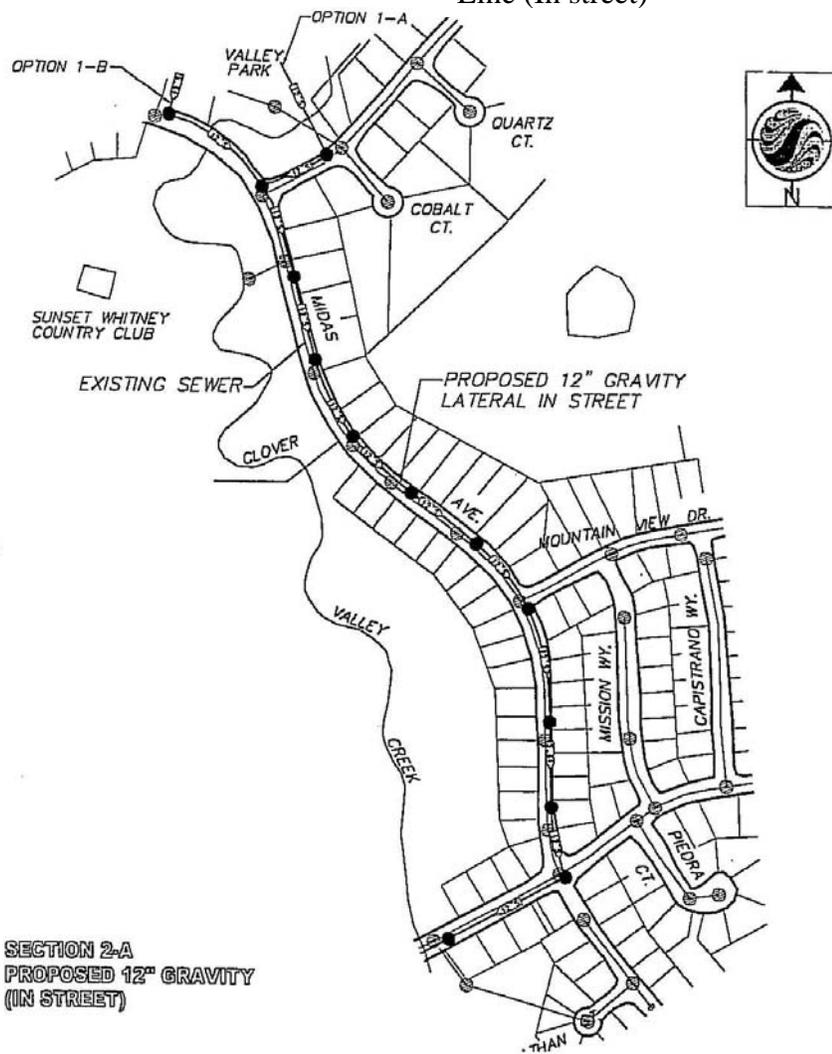 Line (In street)
OPTION 1-A
OPTION 1-B
VALLEY
PARK
QUARTZ
CT.
COBALT
CT.
N
SUNSET WHITNEY
COUNTRY CLUB
MIDAS
EXISTING SEWER
PROPOSED 12" GRAVITY
LATERAL IN STREET
CLOVER
AVE.
MOUNTAIN VIEW DR.
VALLEY
MISSION WY.
CAPISTRANO WY.
CREEK
PIEDRA
CT.
SECTION 2-A
PROPOSED 12" GRAVITY
(IN STREET)
THAN